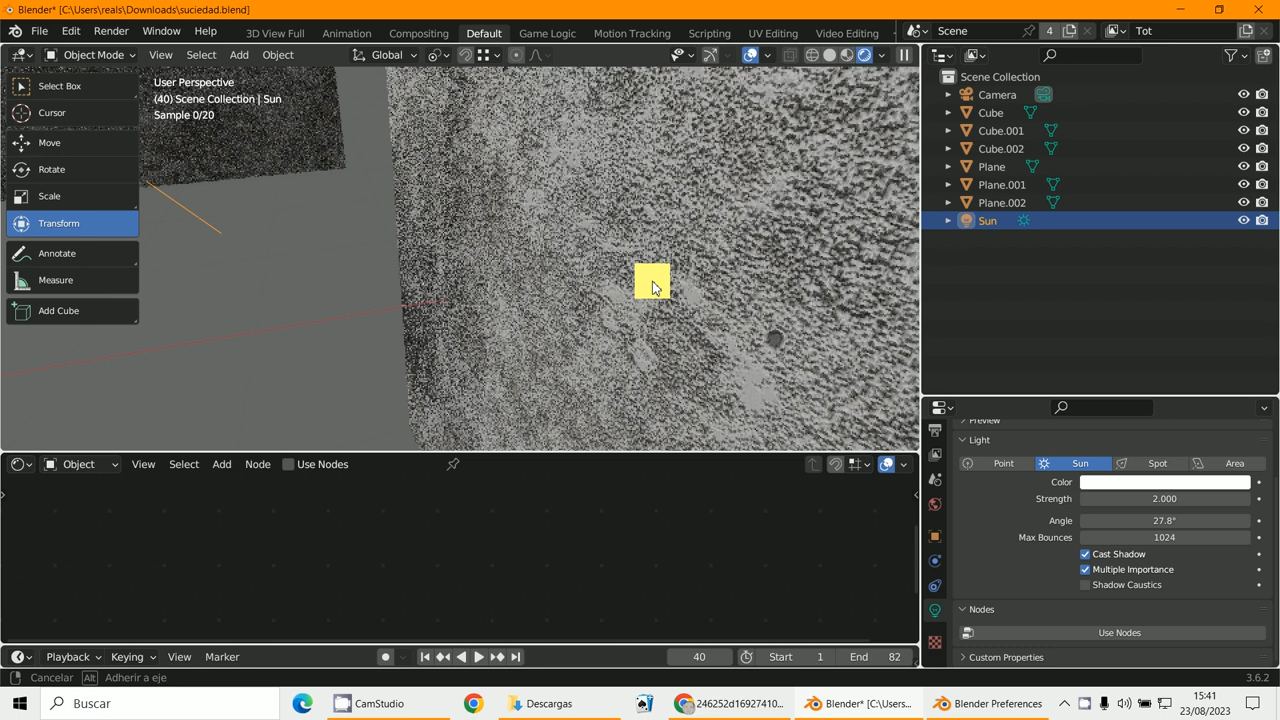 Blender* [C:\Users\reals\Downloads\suciedad.blend]
File Edit Render Window Help 3D View Full Animation Compositing Default Game Logic Motion Tracking Scripting UV Editing Video Editing Scene 4 Tot
Object Mode View Select Add Object Global
User Perspective
(40) Scene Collection | Sun
Sample 0/20
Select Box
Cursor
Move
Rotate
Scale
Transform
Annotate
Measure
Add Cube
Scene Collection
Camera
Cube
Cube.001
Cube.002
Plane
Plane.001
Plane.002
Sun
Preview
Light
Point Sun Spot Area
Color
Strength 2.000
Angle 27.8°
Max Bounces 1024
Cast Shadow
Multiple Importance
Shadow Caustics
Nodes
Use Nodes
Custom Properties
Object View Select Add Node Use Nodes
Playback Keying View Marker 40 Start 1 End 82
Cancelar Alt Adherir a eje 3.6.2
Buscar CamStudio Descargas 246252d16927410... Blender* [C:\Users... Blender Preferences 15:41
23/08/2023